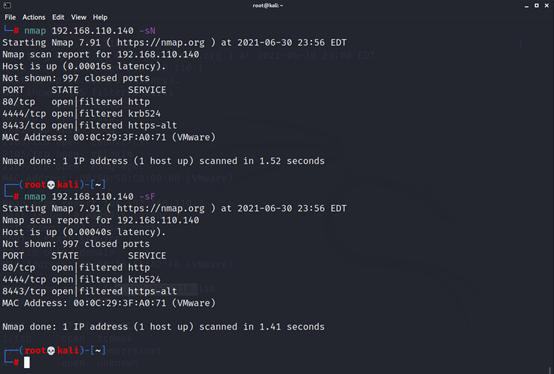 root@kali: ~
File Actions Edit View Help
└─# nmap 192.168.110.140 -sN
Starting Nmap 7.91 ( https://nmap.org ) at 2021-06-30 23:56 EDT
Nmap scan report for 192.168.110.140
Host is up (0.00016s latency).
Not shown: 997 closed ports
PORT STATE SERVICE
80/tcp open|filtered http
4444/tcp open|filtered krb524
8443/tcp open|filtered https-alt
MAC Address: 00:0C:29:3F:A0:71 (VMware)
Nmap done: 1 IP address (1 host up) scanned in 1.52 seconds
┌──(root💀kali)-[~]
└─# nmap 192.168.110.140 -sF
Starting Nmap 7.91 ( https://nmap.org ) at 2021-06-30 23:56 EDT
Nmap scan report for 192.168.110.140
Host is up (0.00040s latency).
Not shown: 997 closed ports
PORT STATE SERVICE
80/tcp open|filtered http
4444/tcp open|filtered krb524
8443/tcp open|filtered https-alt
MAC Address: 00:0C:29:3F:A0:71 (VMware)
Nmap done: 1 IP address (1 host up) scanned in 1.41 seconds
┌──(root💀kali)-[~]
└─#